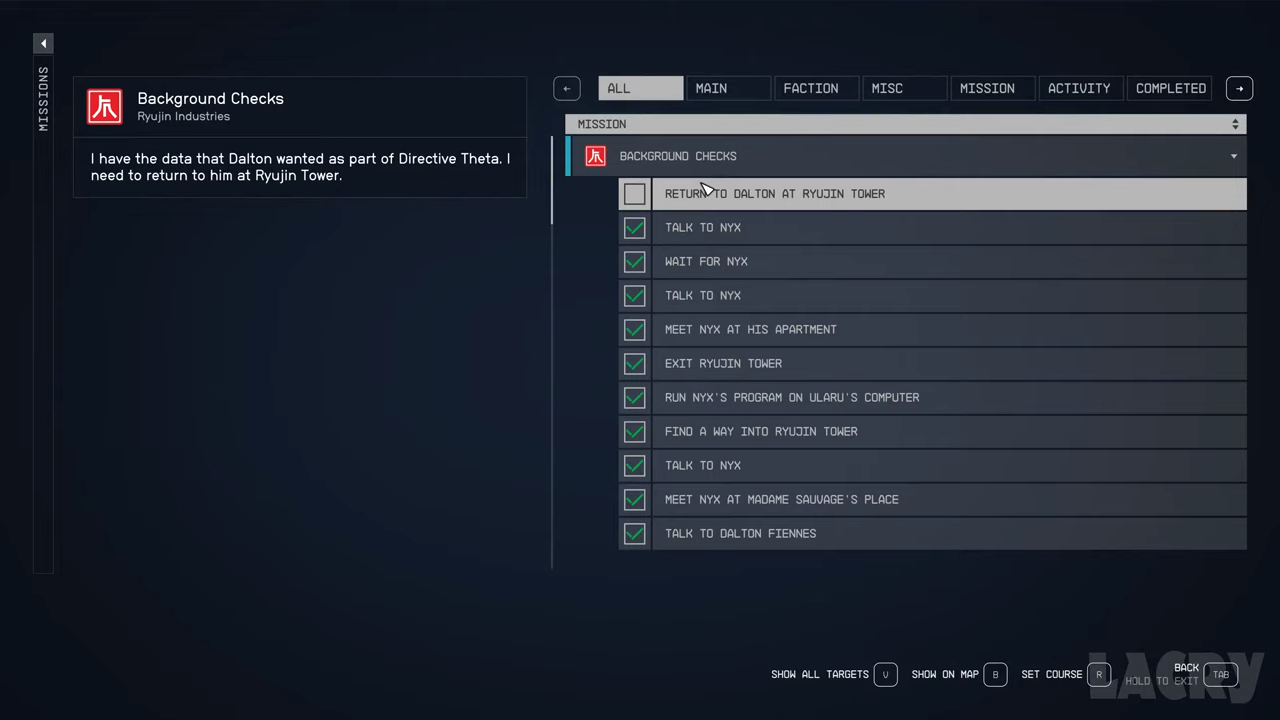 MISSIONS
Background Checks
Ryujin Industries
I have the data that Dalton wanted as part of Directive Theta. I
need to return to him at Ryujin Tower.
ALL
MAIN
FACTION
MISC
MISSION
ACTIVITY
COMPLETED
MISSION
BACKGROUND CHECKS
RETURN TO DALTON AT RYUJIN TOWER
TALK TO NYX
WAIT FOR NYX
TALK TO NYX
MEET NYX AT HIS APARTMENT
EXIT RYUJIN TOWER
RUN NYX'S PROGRAM ON ULARU'S COMPUTER
FIND A WAY INTO RYUJIN TOWER
TALK TO NYX
MEET NYX AT MADAME SAUVAGE'S PLACE
TALK TO DALTON FIENNES
SHOW ALL TARGETS V
SHOW ON MAP B
SET COURSE R
BACK
HOLD TO EXIT
TAB
LACRY